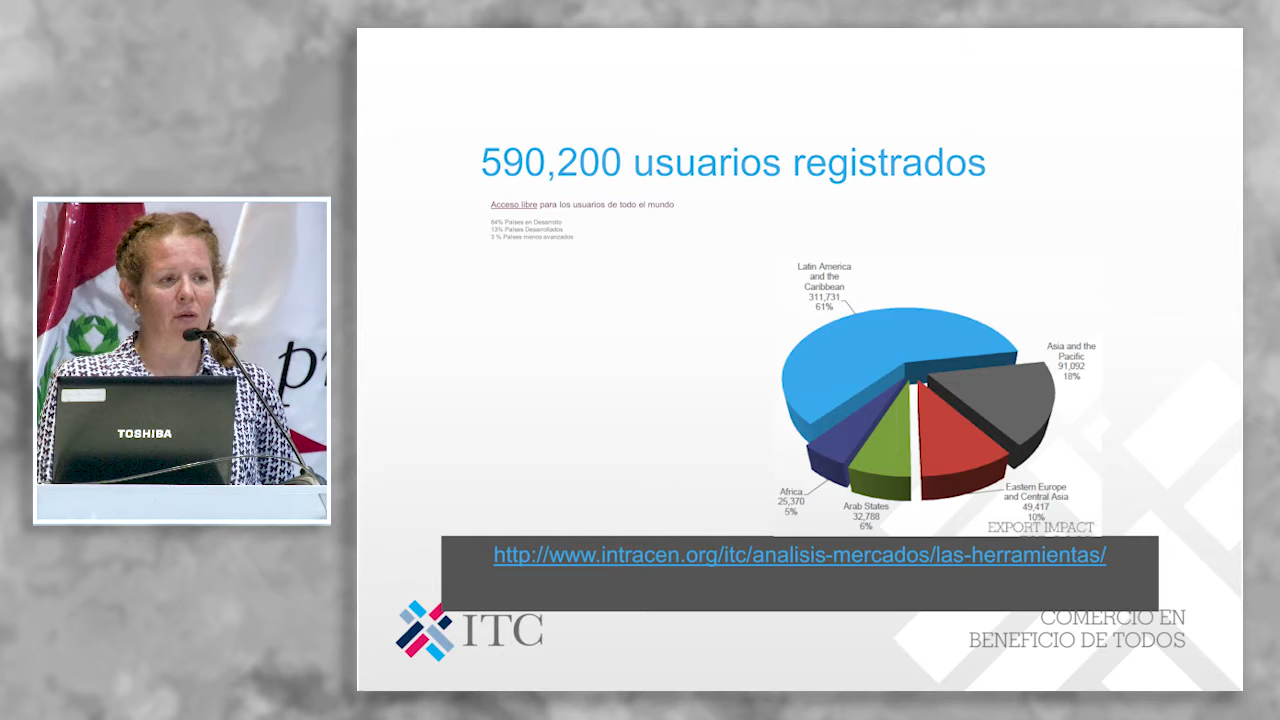 590,200 usuarios registrados
Acceso libre para los usuarios de todo el mundo
84% Países en Desarrollo
13% Países Desarrollados
3 % Países menos avanzados
Latin America
and the
Caribbean
311,731
61%
Asia and the
Pacific
91,092
18%
Eastern Europe
and Central Asia
49,417
10%
Arab States
32,788
6%
Africa
25,370
5%
EXPORT IMPACT
http://www.intracen.org/itc/analisis-mercados/las-herramientas/
ITC
COMERCIO EN
BENEFICIO DE TODOS
TOSHIBA